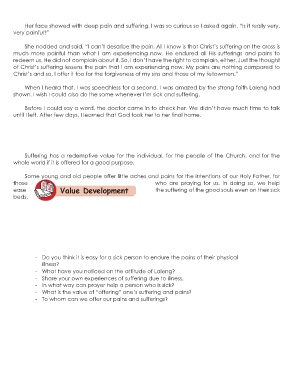 Her face showed with deep pain and suffering. I was so curious so I asked again, "Is it really very,
very painful?"
She nodded and said, "I can't describe the pain. All I know is that Christ's suffering on the cross is
much more painful than what I am experiencing now. He endured all His sufferings and pains to
redeem us. He did not complain about it. So, I don't have the right to complain, either. Just the thought
of Christ's suffering lessens the pain that I am experiencing now. My pains are nothing compared to
Christ's and so, I offer it too for the forgiveness of my sins and those of my fellowmen."
When I heard that, I was speechless for a second. I was amazed by the strong faith Laleng had
shown. I wish I could also do the same whenever I'm sick and suffering.
Before I could say a word, the doctor came in to check her. We didn't have much time to talk
until I left. After few days, I learned that God took her to her final home.
Suffering has a redemptive value for the individual, for the people of the Church, and for the
whole world if it is offered for a good purpose.
Some young and old people offer little aches and pains for the intentions of our Holy Father, for
those who are praying for us. In doing so, we help
ease the suffering of the good souls even on their sick
beds.
Value Development
- Do you think it is easy for a sick person to endure the pains of their physical
illness?
- What have you noticed on the attitude of Laleng?
- Share your own experiences of suffering due to illness.
- In what way can prayer help a person who is sick?
- What is the value of "offering" one's suffering and pains?
- To whom can we offer our pains and sufferings?